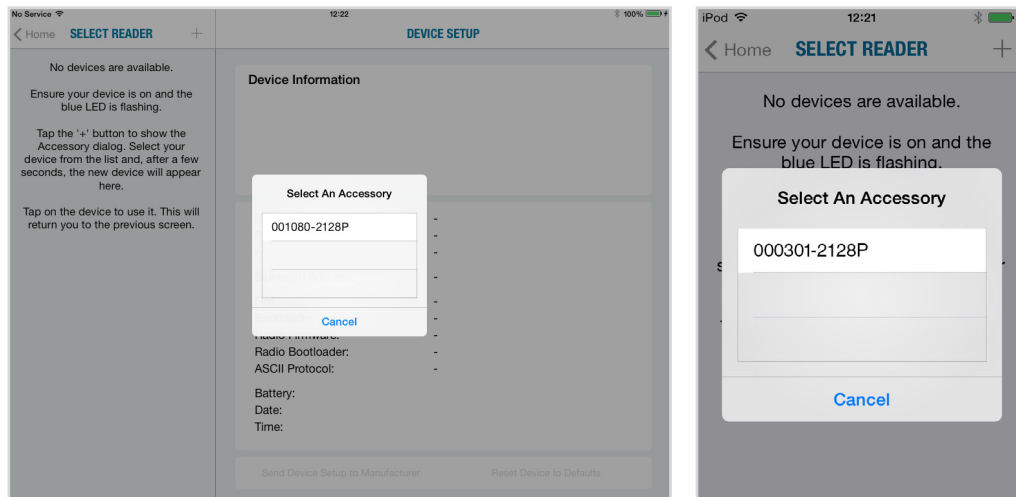 No Service 12:22 100%
Home SELECT READER + DEVICE SETUP
No devices are available.
Ensure your device is on and the
blue LED is flashing.
Tap the '+' button to show the
Accessory dialog. Select your
device from the list and, after a few
seconds, the new device will appear
here.
Tap on the device to use it. This will
return you to the previous screen.
Device Information
Select An Accessory
001080-2128P
Cancel
-
-
-
-
-
-
Radio Firmware: -
Radio Bootloader: -
ASCII Protocol: -
Battery:
Date:
Time:
Send Device Setup to Manufacturer Reset Device to Defaults
iPod 12:21
Home SELECT READER +
No devices are available.
Ensure your device is on and the
blue LED is flashing.
Select An Accessory
000301-2128P
Cancel